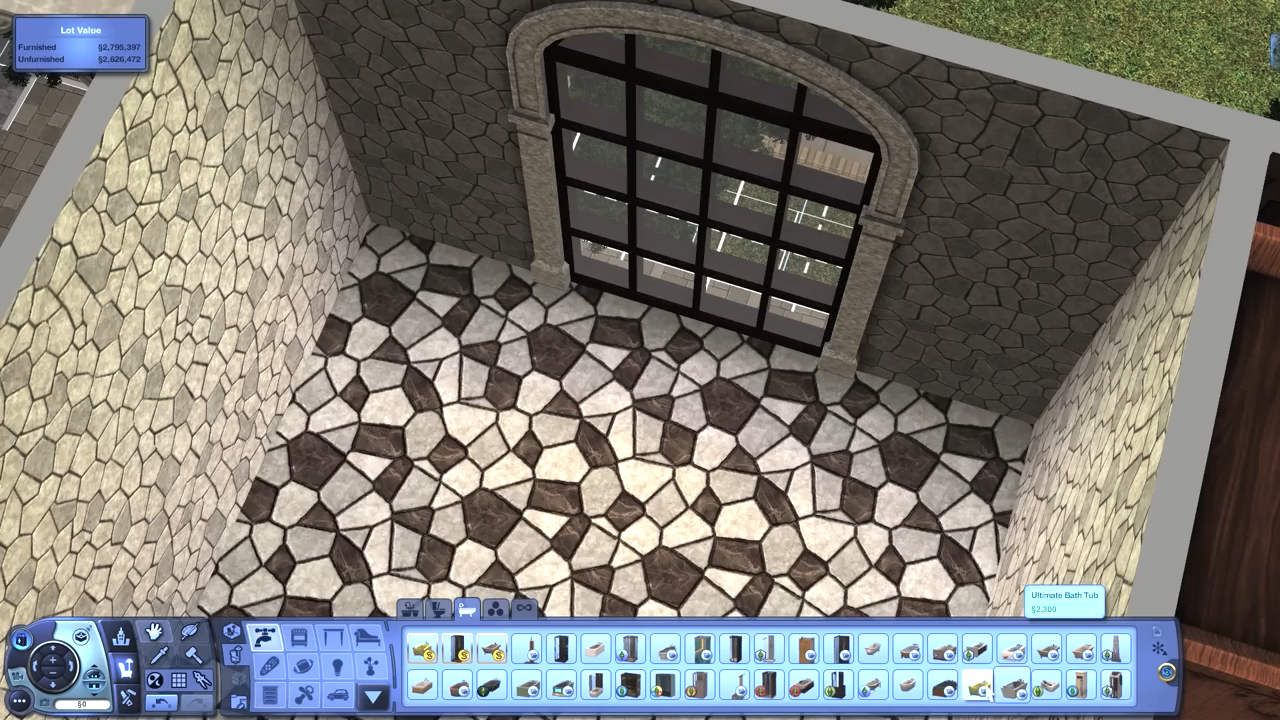 Lot Value
Furnished §2,795,397
Unfurnished §2,626,472
Ultimate Bath Tub
§2,300
§0